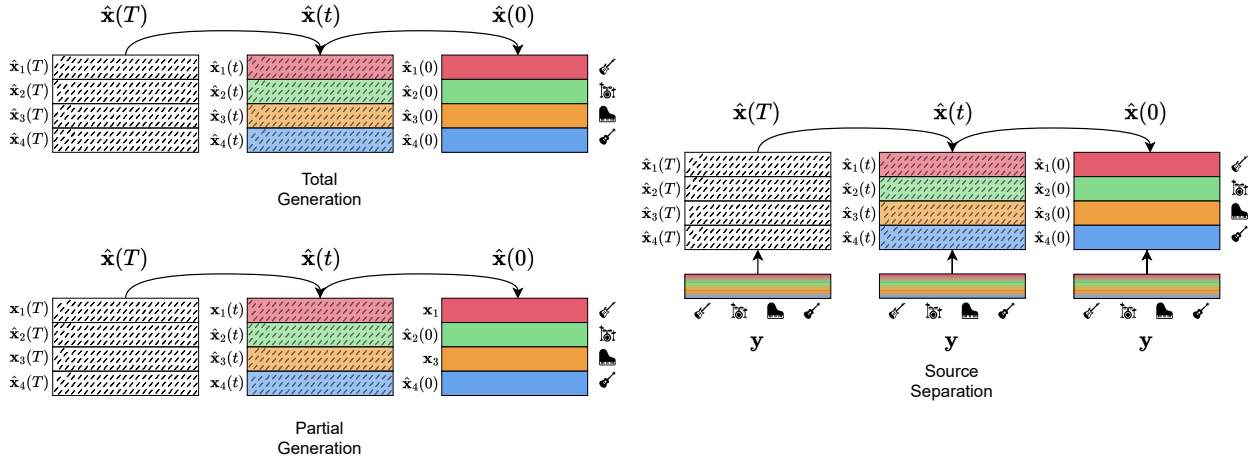 x̂(T) x̂(t) x̂(0)
x̂₁(T) x̂₁(t) x̂₁(0)
x̂₂(T) x̂₂(t) x̂₂(0)
x̂₃(T) x̂₃(t) x̂₃(0)
x̂₄(T) x̂₄(t) x̂₄(0)
Total
Generation
x̂(T) x̂(t) x̂(0)
x₁(T) x₁(t) x₁
x̂₂(T) x̂₂(t) x̂₂(0)
x₃(T) x̂₃(t) x₃
x̂₄(T) x₄(t) x̂₄(0)
Partial
Generation
x̂(T) x̂(t) x̂(0)
x̂₁(T) x̂₁(t) x̂₁(0)
x̂₂(T) x̂₂(t) x̂₂(0)
x̂₃(T) x̂₃(t) x̂₃(0)
x̂₄(T) x̂₄(t) x̂₄(0)
y y y
Source
Separation